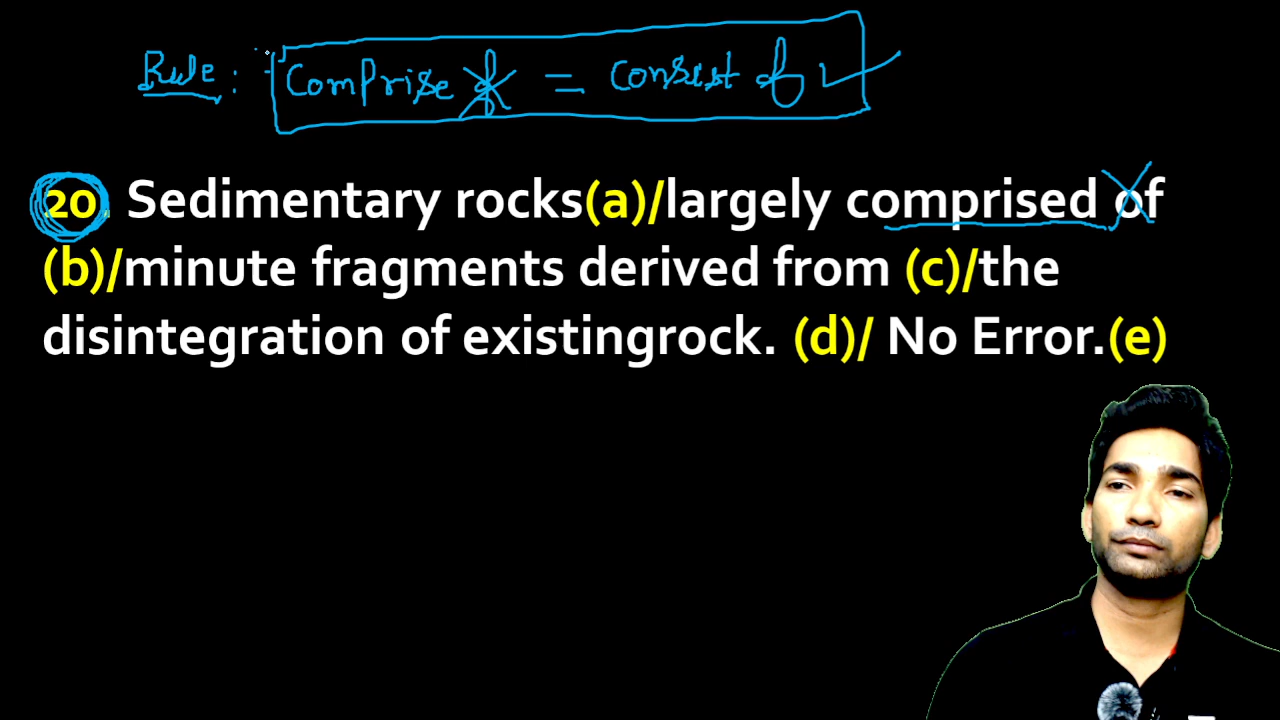 Rule: Comprise of = Consist of ✓
20. Sedimentary rocks(a)/largely comprised of
(b)/minute fragments derived from (c)/the
disintegration of existingrock. (d)/ No Error.(e)